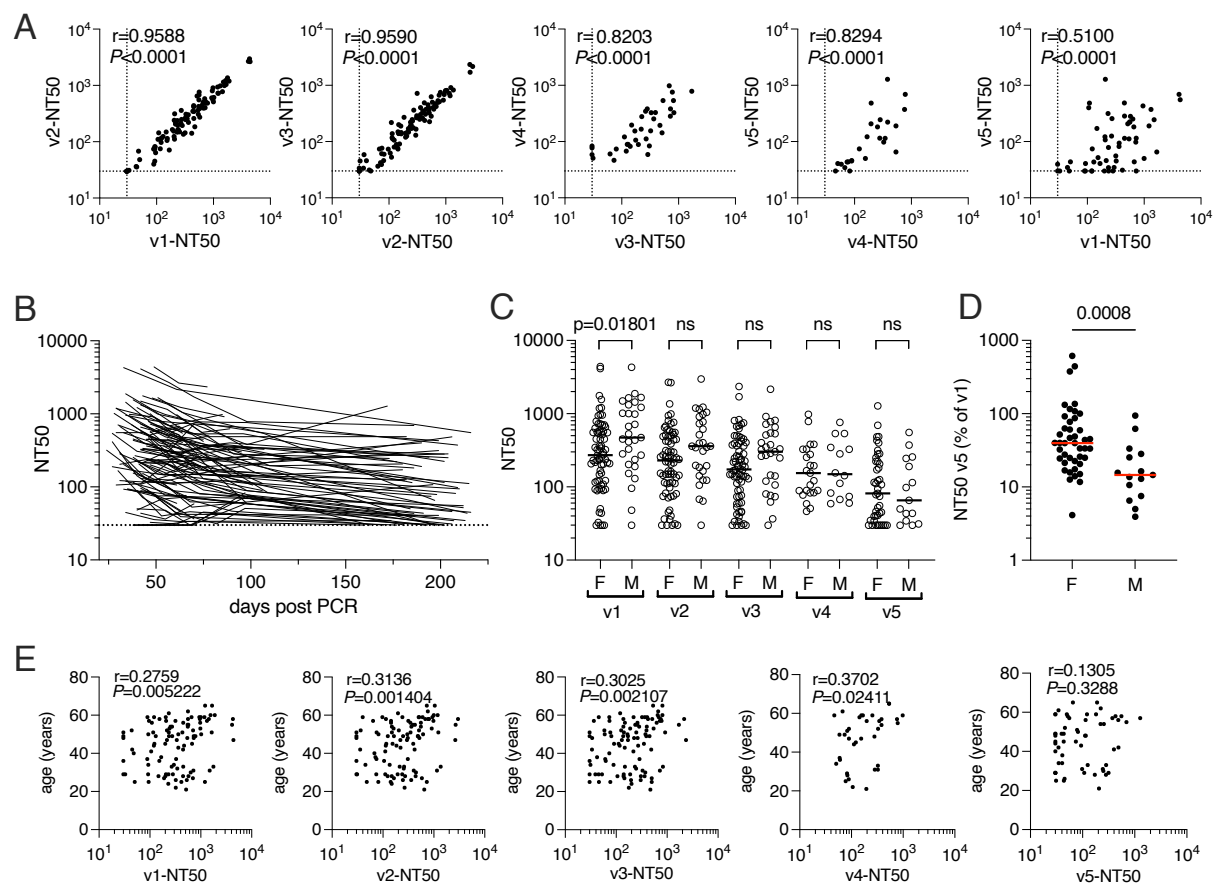 A
r=0.9588
P<0.0001
10⁴
10³
10²
10¹
v2-NT50
10¹ 10² 10³ 10⁴
v1-NT50
r=0.9590
P<0.0001
10⁴
10³
10²
10¹
v3-NT50
10¹ 10² 10³ 10⁴
v2-NT50
r=0.8203
P<0.0001
10⁴
10³
10²
10¹
v4-NT50
10¹ 10² 10³ 10⁴
v3-NT50
r=0.8294
P<0.0001
10⁴
10³
10²
10¹
v5-NT50
10¹ 10² 10³ 10⁴
v4-NT50
r=0.5100
P<0.0001
10⁴
10³
10²
10¹
v5-NT50
10¹ 10² 10³ 10⁴
v1-NT50
B
10000
1000
100
10
NT50
50 100 150 200
days post PCR
C
p=0.01801 ns ns ns ns
10000
1000
100
10
NT50
F M F M F M F M F M
v1 v2 v3 v4 v5
D
0.0008
1000
100
10
1
NT50 v5 (% of v1)
F M
E
r=0.2759
P=0.005222
80
60
40
20
0
age (years)
10¹ 10² 10³ 10⁴
v1-NT50
r=0.3136
P=0.001404
80
60
40
20
0
age (years)
10¹ 10² 10³ 10⁴
v2-NT50
r=0.3025
P=0.002107
80
60
40
20
0
age (years)
10¹ 10² 10³ 10⁴
v3-NT50
r=0.3702
P=0.02411
80
60
40
20
0
age (years)
10¹ 10² 10³ 10⁴
v4-NT50
r=0.1305
P=0.3288
80
60
40
20
0
age (years)
10¹ 10² 10³ 10⁴
v5-NT50